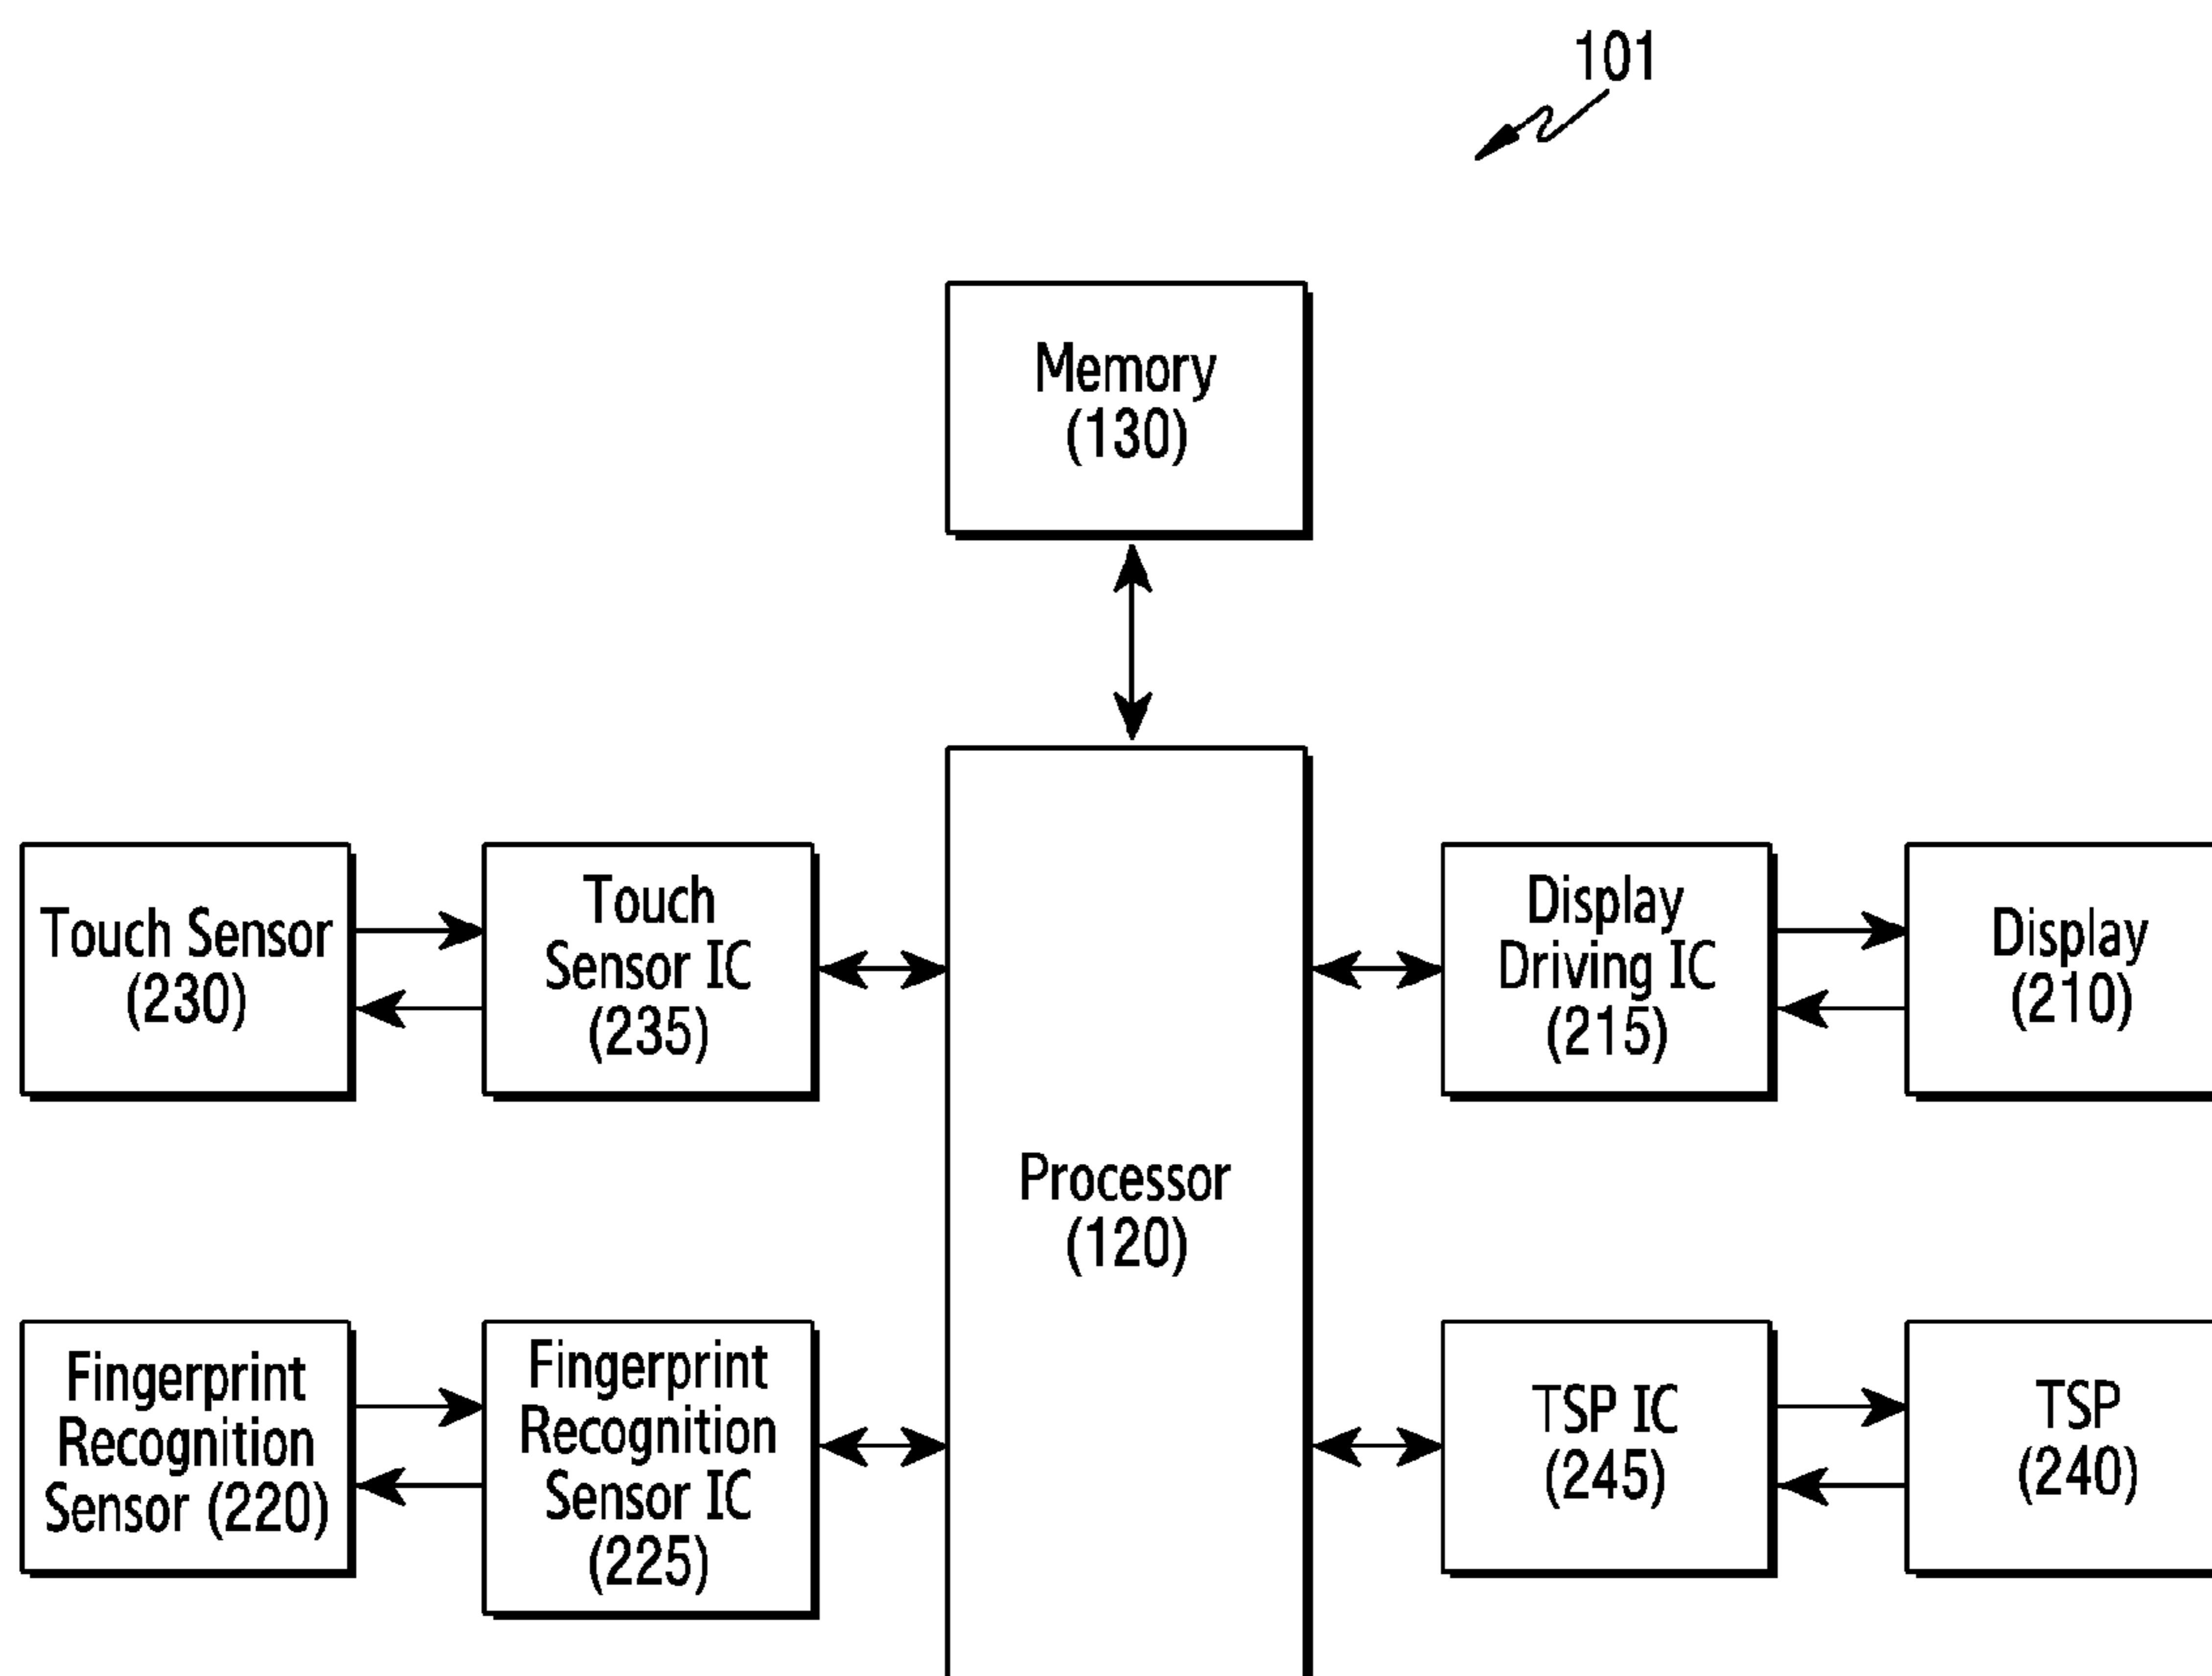 101
Memory
(130)
Touch Sensor
(230)
Touch
Sensor IC
(235)
Processor
(120)
Display
Driving IC
(215)
Display
(210)
Fingerprint
Recognition
Sensor (220)
Fingerprint
Recognition
Sensor IC
(225)
TSP IC
(245)
TSP
(240)